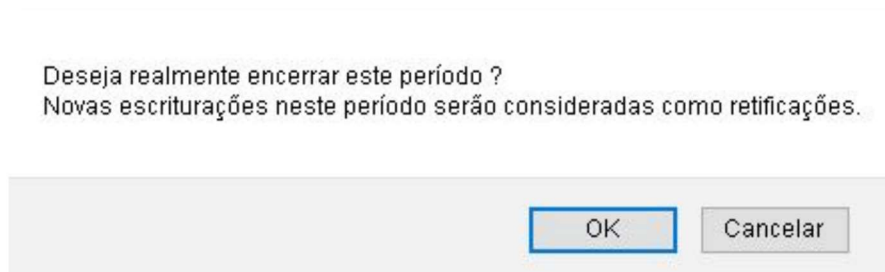 Deseja realmente encerrar este período ?
Novas escriturações neste período serão consideradas como retificações.
OK
Cancelar